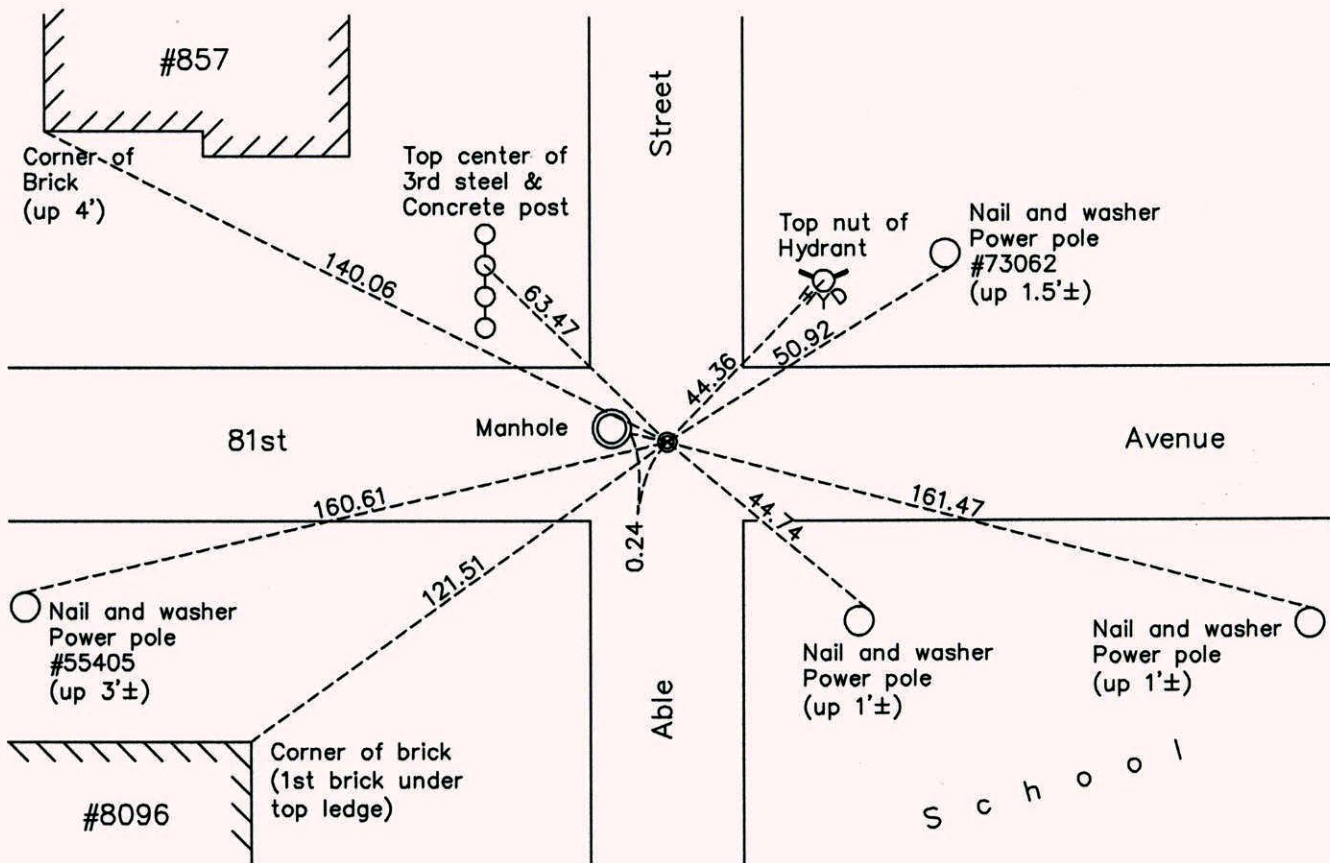 #857
Corner of
Brick
(up 4')
Top center of
3rd steel &
Concrete post
Street
Top nut of
Hydrant
HYD
Nail and washer
Power pole
#73062
(up 1.5'±)
140.06
63.47
44.36
50.92
81st
Manhole
Avenue
160.61
121.51
0.24
44.74
161.47
Nail and washer
Power pole
#55405
(up 3'±)
Nail and washer
Power pole
(up 1'±)
Nail and washer
Power pole
(up 1'±)
Able
Corner of brick
(1st brick under
top ledge)
#8096
School